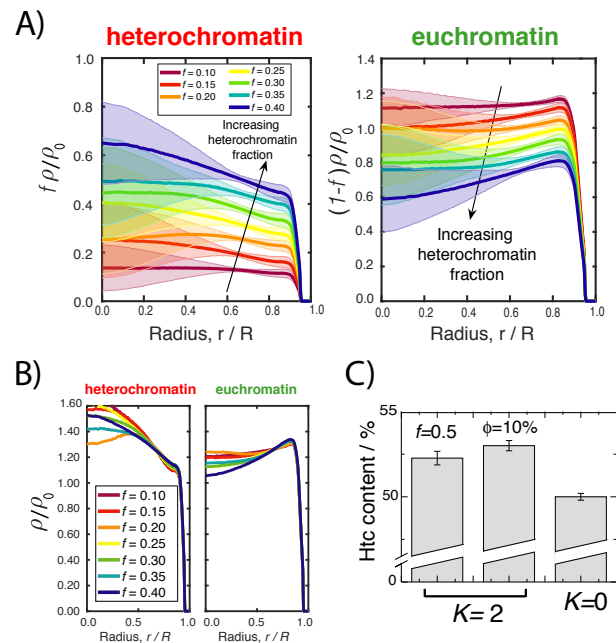 A)
heterochromatin
euchromatin
f ρ/ρ0
1.0
0.8
0.6
0.4
0.2
0.0
f = 0.10
f = 0.15
f = 0.20
f = 0.25
f = 0.30
f = 0.35
f = 0.40
Increasing
heterochromatin
fraction
0.0 0.2 0.4 0.6 0.8 1.0
Radius, r / R
(1-f)ρ/ρ0
1.4
1.2
1.0
0.8
0.6
0.4
0.2
0.0
Increasing
heterochromatin
fraction
0.0 0.2 0.4 0.6 0.8 1.0
Radius, r / R
B)
heterochromatin
euchromatin
ρ/ρ0
1.60
1.40
1.20
1.00
.80
.60
.40
.20
.00
f = 0.10
f = 0.15
f = 0.20
f = 0.25
f = 0.30
f = 0.35
f = 0.40
0.0 0.5 1.0
0.0 0.5 1.0
Radius, r / R
C)
Htc content / %
55
50
0
f=0.5
ϕ=10%
K= 2
K=0